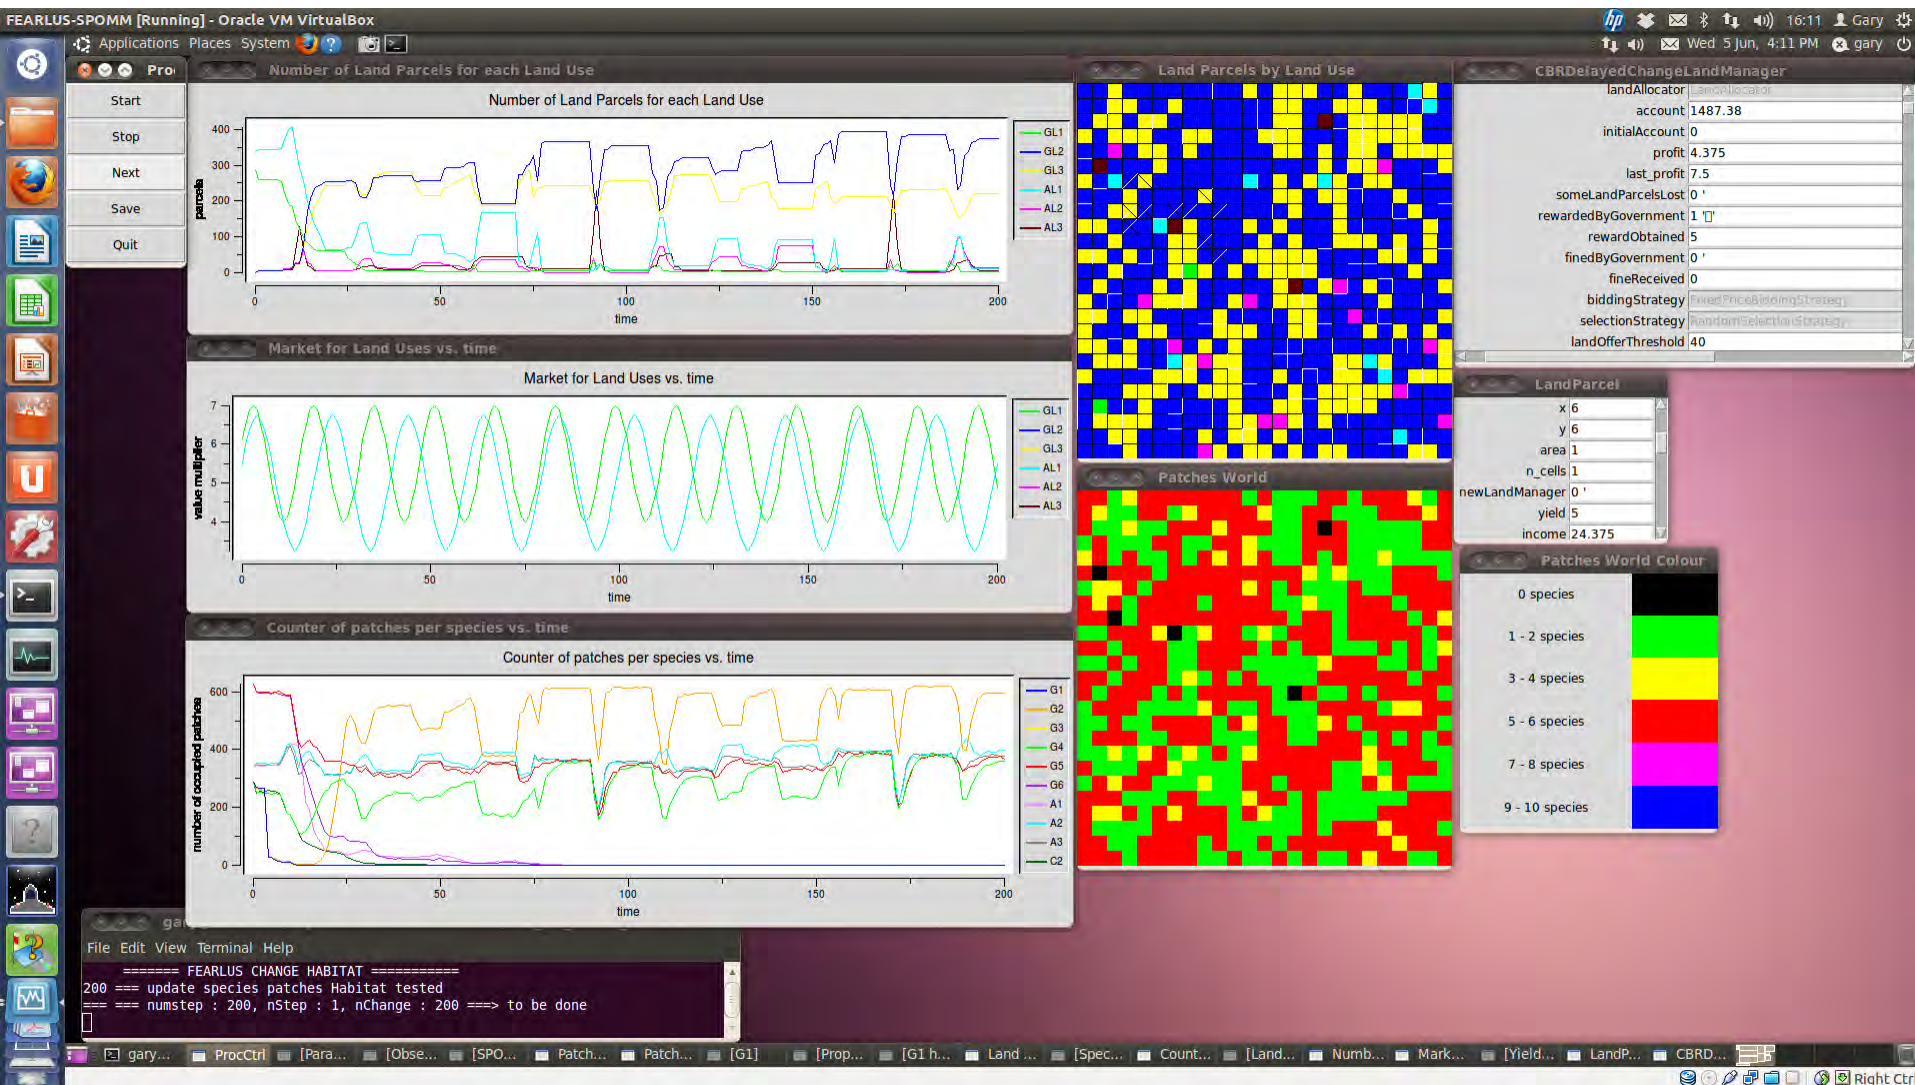 FEARLUS-SPOMM [Running] - Oracle VM VirtualBox
hp
16:11
Gary
Applications Places System
Wed 5 Jun, 4:11 PM
gary
Pro
Start
Stop
Next
Save
Quit
Number of Land Parcels for each Land Use
Number of Land Parcels for each Land Use
parcels
400
300
200
100
0
0 50 100 150 200
time
GL1
GL2
GL3
AL1
AL2
AL3
Market for Land Uses vs. time
Market for Land Uses vs. time
value multiplier
7
6
5
4
0 50 100 150 200
time
GL1
GL2
GL3
AL1
AL2
AL3
Counter of patches per species vs. time
Counter of patches per species vs. time
number of occupied patches
600
400
200
0
0 50 100 150 200
time
G1
G2
G3
G4
G5
G6
A1
A2
A3
C2
Land Parcels by Land Use
Patches World
CBRDelayedChangeLandManager
landAllocator LandAllocator
account 1487.38
initialAccount 0
profit 4.375
last_profit 7.5
someLandParcelsLost 0 '
rewardedByGovernment 1 '▯'
rewardObtained 5
finedByGovernment 0 '
fineReceived 0
biddingStrategy FixedPriceBiddingStrategy
selectionStrategy RandomSelectionStrategy
landOfferThreshold 40
LandParcel
x 6
y 6
area 1
n_cells 1
newLandManager 0 '
yield 5
income 24.375
Patches World Colour
0 species
1 - 2 species
3 - 4 species
5 - 6 species
7 - 8 species
9 - 10 species
ga
File Edit View Terminal Help
======= FEARLUS CHANGE HABITAT ===========
200 === update species patches Habitat tested
=== === numstep : 200, nStep : 1, nChange : 200 ===> to be done
gary... ProcCtrl [Para... [Obse... [SPO... Patch... Patch... [G1] [Prop... [G1 h... Land ... [Spec... Count... [Land... Numb... Mark... [Yield... LandP... CBRD...
Right Ctrl